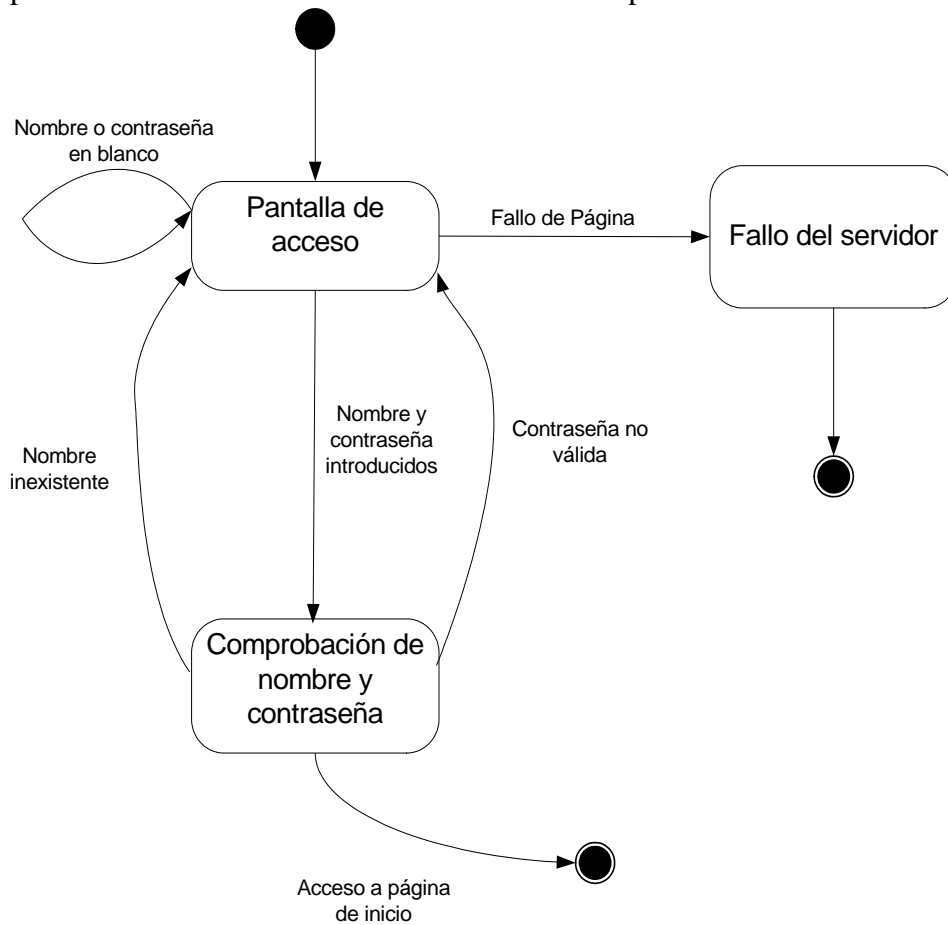 Nombre o contraseña
en blanco
Pantalla de
acceso
Fallo de Página
Fallo del servidor
Nombre y
contraseña
introducidos
Contraseña no
válida
Nombre
inexistente
Comprobación de
nombre y
contraseña
Acceso a página
de inicio